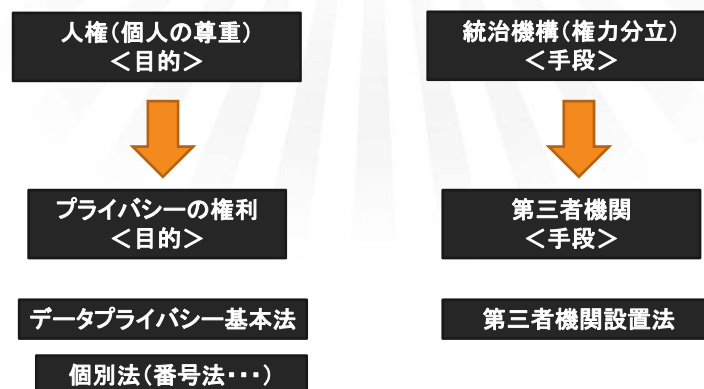 人権(個人の尊重)
＜目的＞
統治機構(権力分立)
＜手段＞
プライバシーの権利
＜目的＞
第三者機関
＜手段＞
データプライバシー基本法
第三者機関設置法
個別法(番号法・・・)